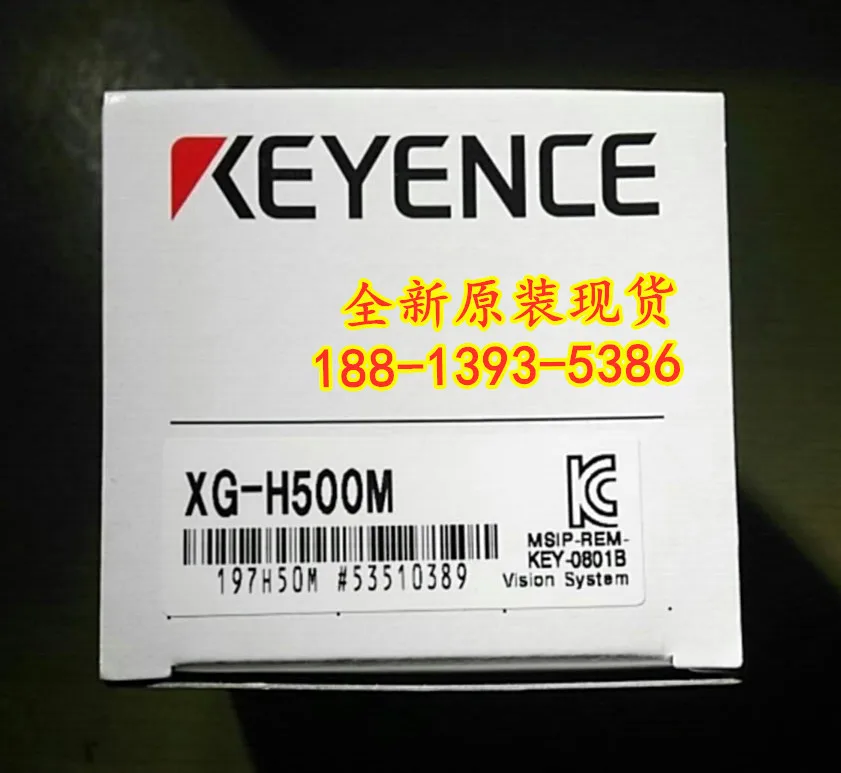 KEYENCE
全新原装现货
188-1393-5386
XG-H500M
197H50M #53510389
MSIP-REM-
KEY-0801B
Vision System